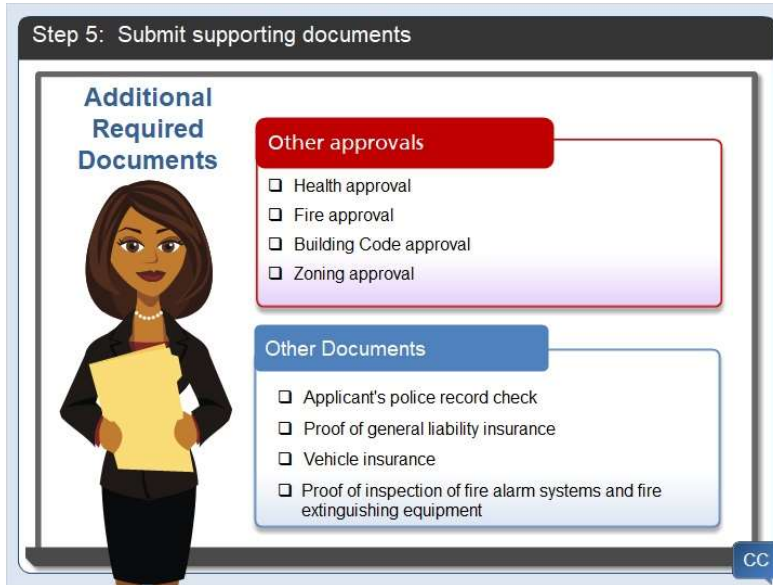 Step 5: Submit supporting documents
Additional
Required
Documents
Other approvals
❑ Health approval
❑ Fire approval
❑ Building Code approval
❑ Zoning approval
Other Documents
❑ Applicant's police record check
❑ Proof of general liability insurance
❑ Vehicle insurance
❑ Proof of inspection of fire alarm systems and fire
extinguishing equipment
CC